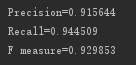 Precision=0.915644
Recall=0.944509
F measure=0.929853